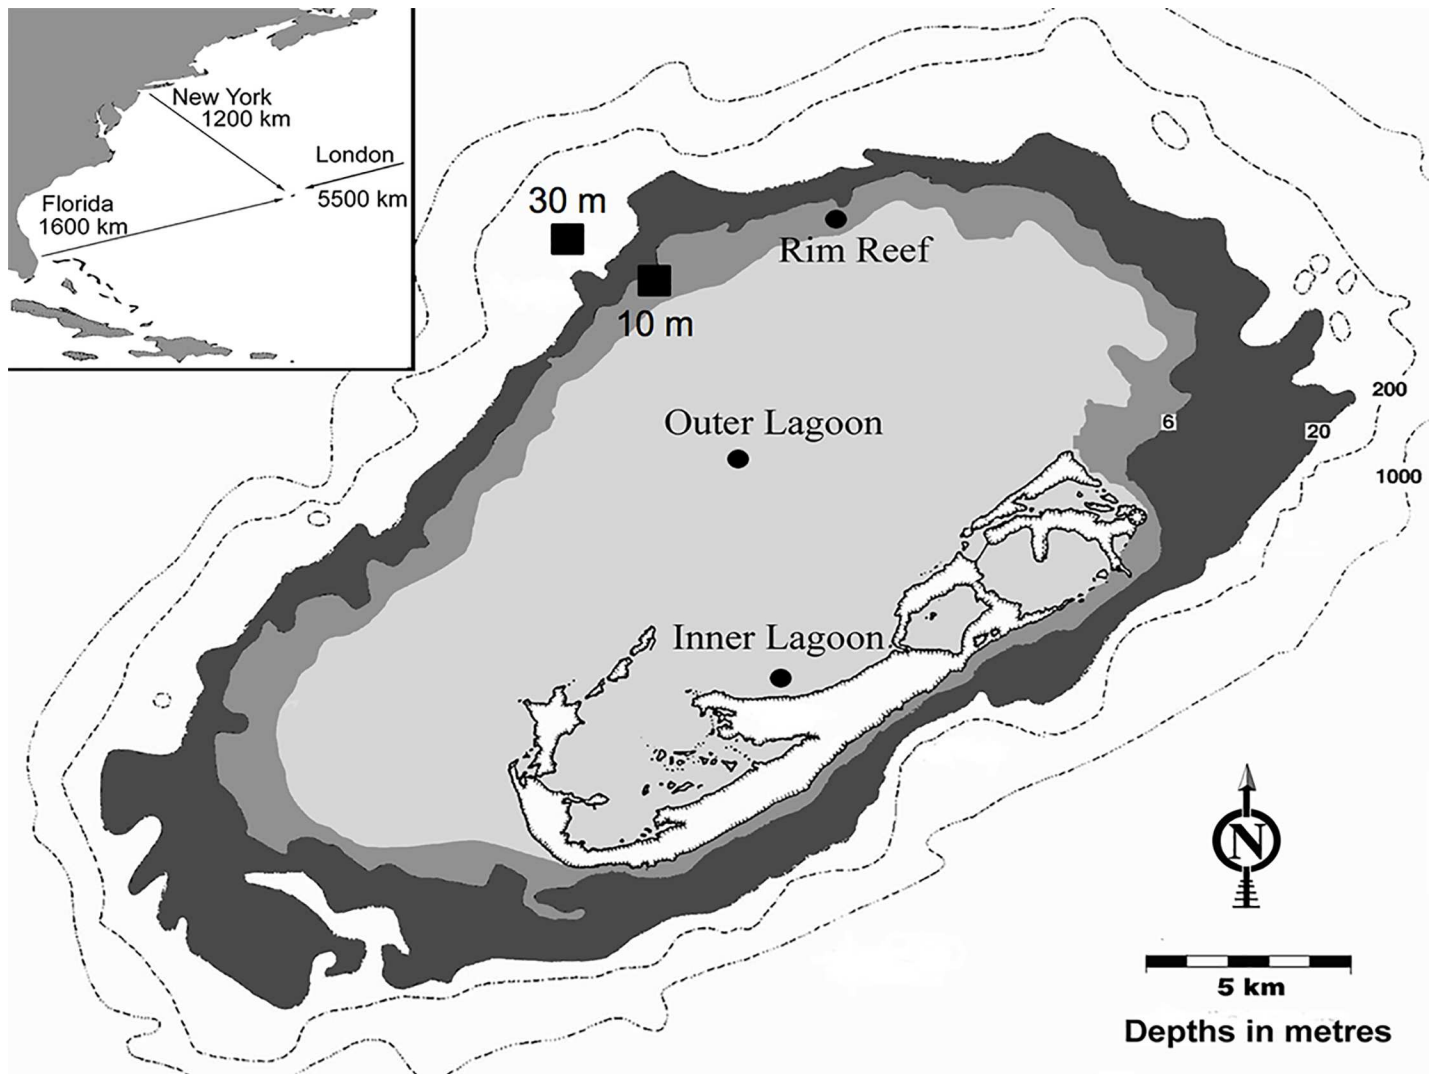 New York
1200 km
London
5500 km
Florida
1600 km
30 m
Rim Reef
10 m
200
Outer Lagoon
6
20
1000
Inner Lagoon
N
5 km
Depths in metres